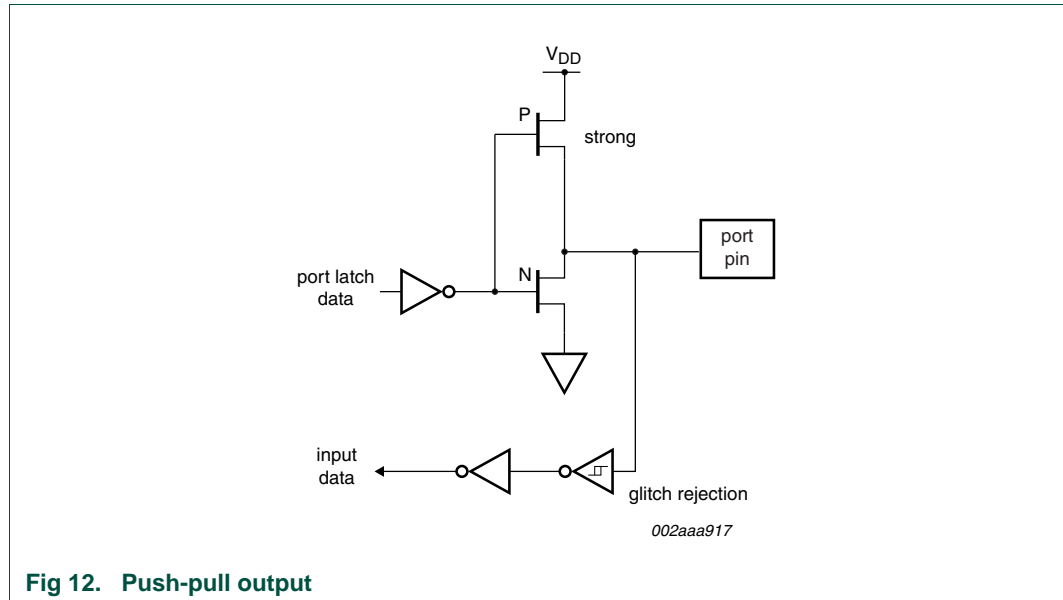 VDD
P
strong
port
pin
N
port latch
data
input
data
glitch rejection
002aaa917
Fig 12. Push-pull output